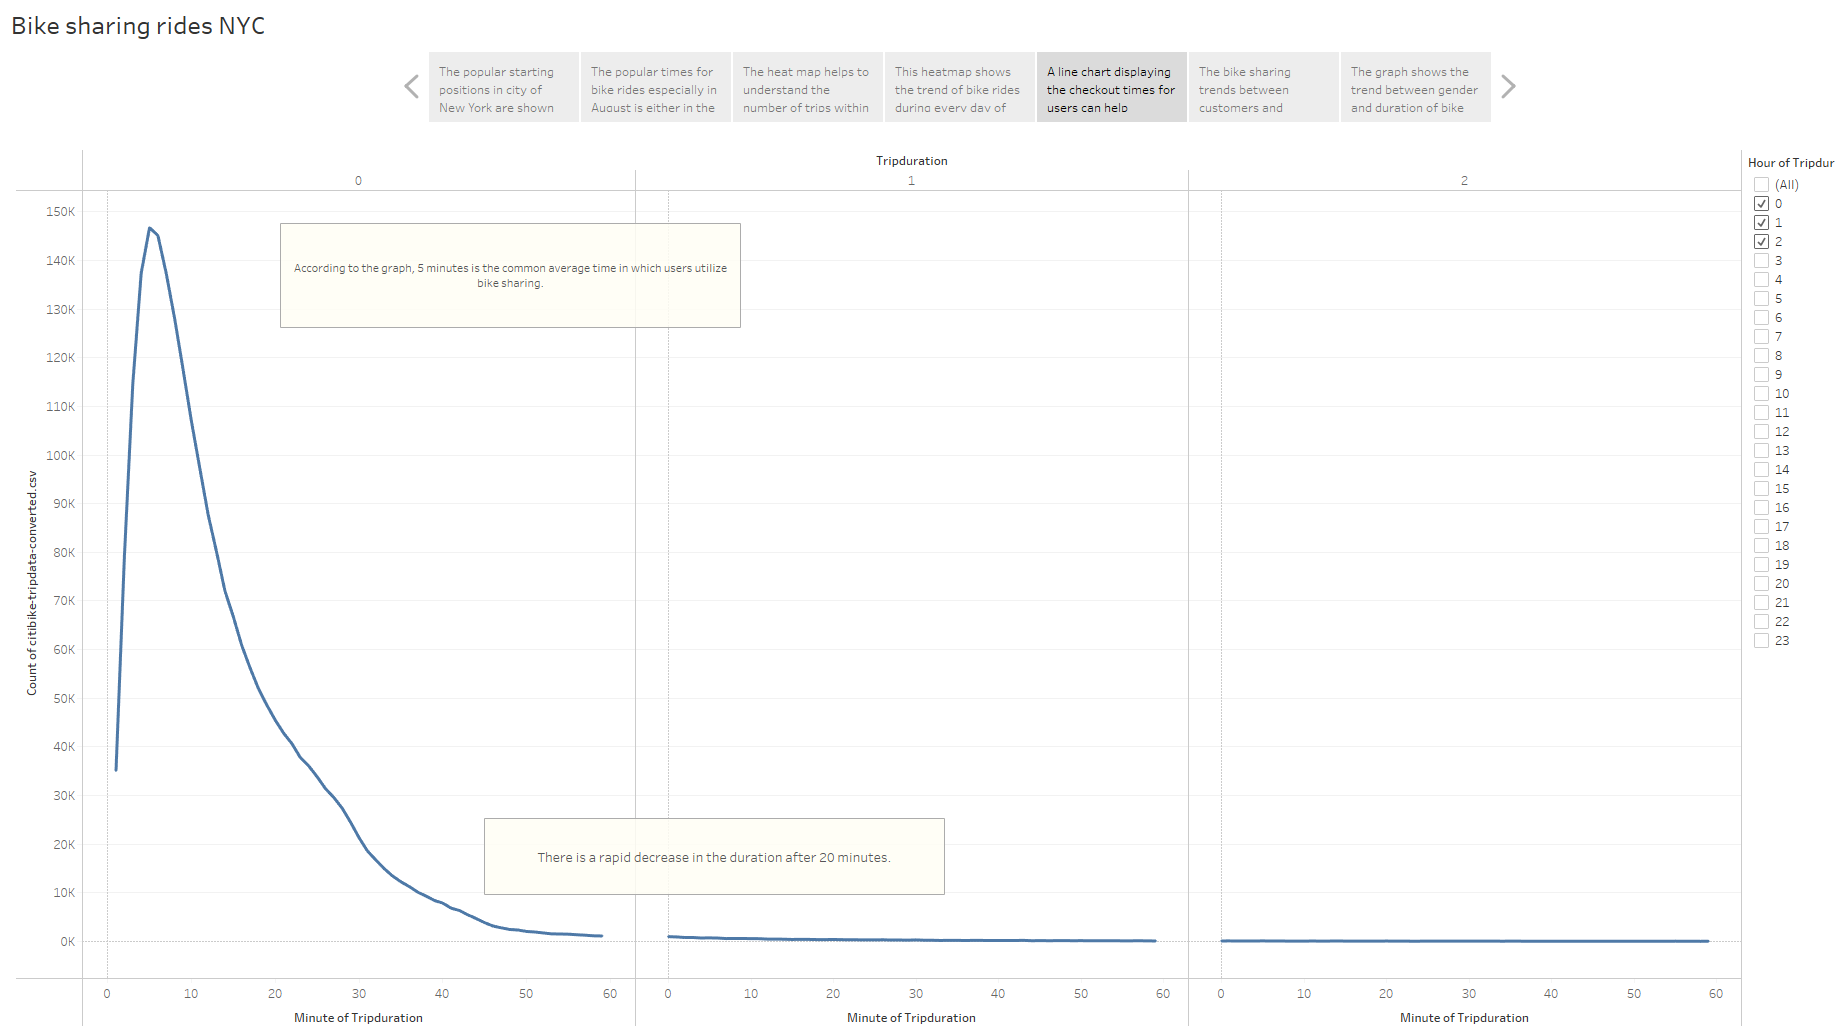 Bike sharing rides NYC
The popular starting
positions in city of
New York are shown
The popular times for
bike rides especially in
August is either in the
The heat map helps to
understand the
number of trips within
This heatmap shows
the trend of bike rides
during every day of
A line chart displaying
the checkout times for
users can help
The bike sharing
trends between
customers and
The graph shows the
trend between gender
and duration of bike
Tripduration
0
1
2
Count of citibike-tripdata-converted.csv
150K
140K
130K
120K
110K
100K
90K
80K
70K
60K
50K
40K
30K
20K
10K
0K
According to the graph, 5 minutes is the common average time in which users utilize
bike sharing.
There is a rapid decrease in the duration after 20 minutes.
0 10 20 30 40 50 60
0 10 20 30 40 50 60
0 10 20 30 40 50 60
Minute of Tripduration
Minute of Tripduration
Minute of Tripduration
Hour of Tripdur
(All)
0
1
2
3
4
5
6
7
8
9
10
11
12
13
14
15
16
17
18
19
20
21
22
23